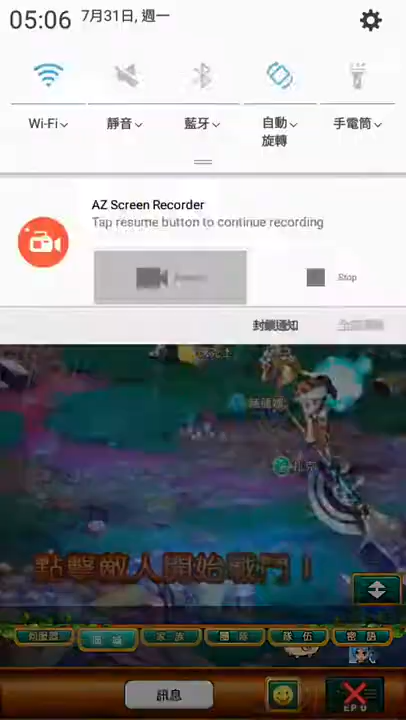 05:06 7月31日, 週一
Wi-Fi 靜音 藍牙 自動旋轉 手電筒
AZ Screen Recorder
Tap resume button to continue recording
Stop
封鎖通知
點擊敵人開始戰鬥！
家族 團隊 隊伍 密語
訊息